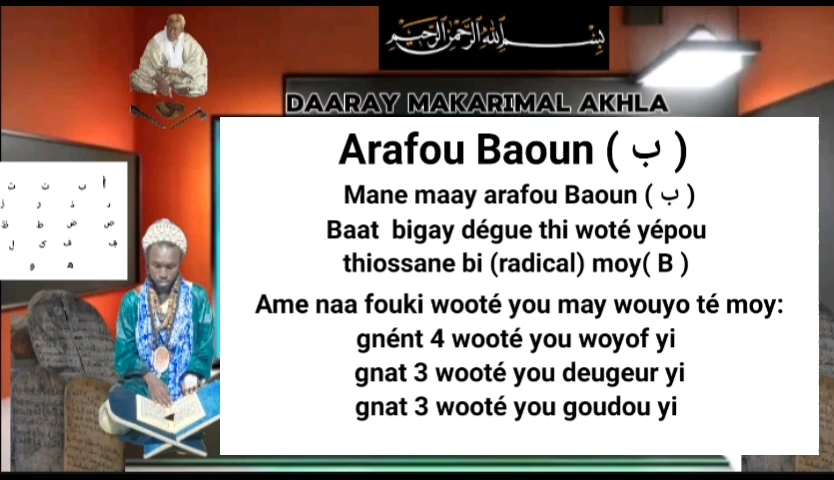 بسم الله الرحمن الرحيم
DAARAY MAKARIMAL AKHLA
Arafou Baoun ( ب )
Mane maay arafou Baoun ( ب )
Baat bigay dégue thi woté yépou
thiossane bi (radical) moy( B )
Ame naa fouki wooté you may wouyo té moy:
gnént 4 wooté you woyof yi
gnat 3 wooté you deugeur yi
gnat 3 wooté you goudou yi